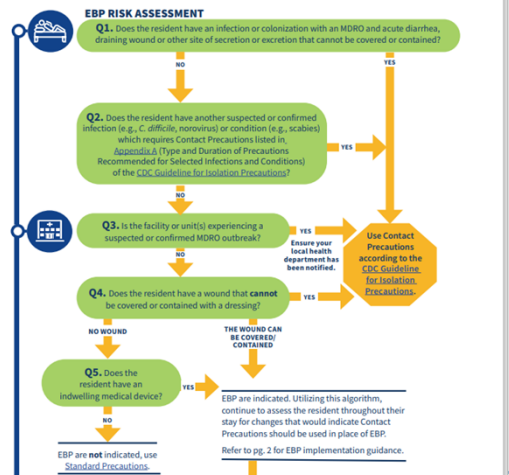 EBP RISK ASSESSMENT
Q1. Does the resident have an infection or colonization with an MDRO and acute diarrhea,
draining wound or other site of secretion or excretion that cannot be covered or contained?
NO
YES
Q2. Does the resident have another suspected or confirmed
infection (e.g., C. difficile, norovirus) or condition (e.g., scabies)
which requires Contact Precautions listed in
Appendix A (Type and Duration of Precautions
Recommended for Selected Infections and Conditions)
of the CDC Guideline for Isolation Precautions?
YES
NO
Q3. Is the facility or unit(s) experiencing a
suspected or confirmed MDRO outbreak?
YES
Ensure your
local health
department has
been notified.
Use Contact
Precautions
according to the
CDC Guideline
for Isolation
Precautions.
NO
Q4. Does the resident have a wound that cannot
be covered or contained with a dressing?
YES
NO WOUND
THE WOUND CAN
BE COVERED/
CONTAINED
Q5. Does the
resident have an
indwelling medical device?
YES
NO
EBP are indicated. Utilizing this algorithm,
continue to assess the resident throughout their
stay for changes that would indicate Contact
Precautions should be used in place of EBP.
Refer to pg. 2 for EBP implementation guidance.
EBP are not indicated, use
Standard Precautions.